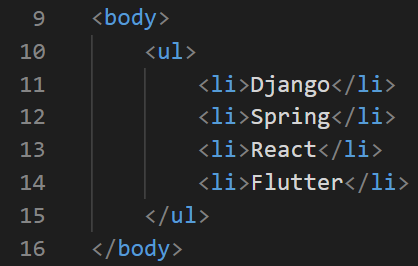 9 <body>
10 <ul>
11 <li>Django</li>
12 <li>Spring</li>
13 <li>React</li>
14 <li>Flutter</li>
15 </ul>
16 </body>